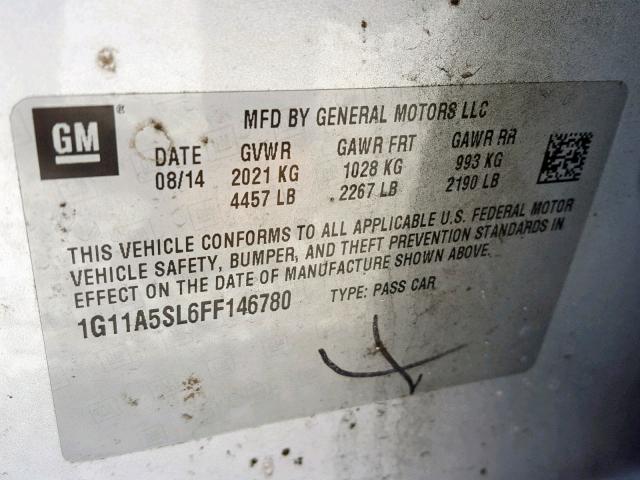 GM®
MFD BY GENERAL MOTORS LLC
DATE GVWR GAWR FRT GAWR RR
08/14 2021 KG 1028 KG 993 KG
4457 LB 2267 LB 2190 LB
THIS VEHICLE CONFORMS TO ALL APPLICABLE U.S. FEDERAL MOTOR
VEHICLE SAFETY, BUMPER, AND THEFT PREVENTION STANDARDS IN
EFFECT ON THE DATE OF MANUFACTURE SHOWN ABOVE.
1G11A5SL6FF146780 TYPE: PASS CAR